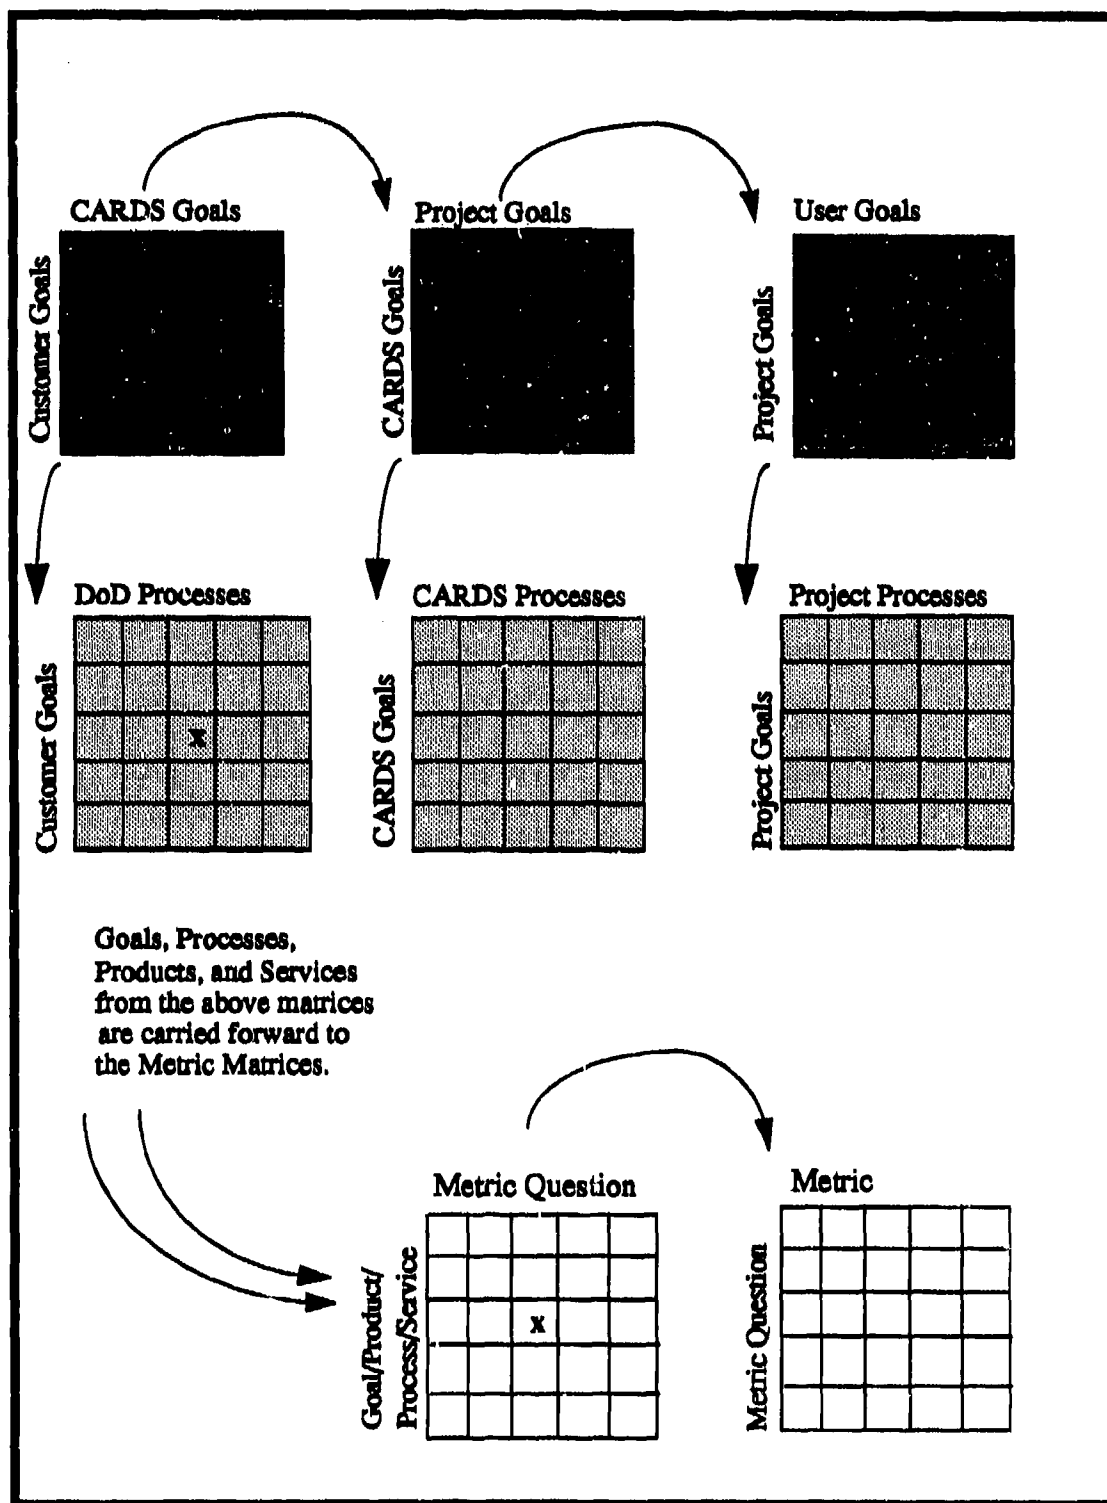 CARDS Goals
Project Goals
User Goals
Customer Goals
CARDS Goals
Project Goals
DoD Processes
CARDS Processes
Project Processes
Customer Goals
x
CARDS Goals
Project Goals
Goals, Processes,
Products, and Services
from the above matrices
are carried forward to
the Metric Matrices.
Metric Question
Metric
Goal/Product/
Process/Service
x
Metric Question